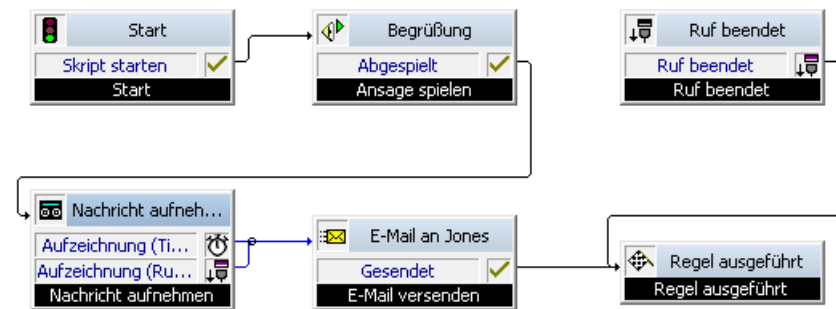 Start
Skript starten
Start
Begrüßung
Abgespielt
Ansage spielen
Ruf beendet
Ruf beendet
Ruf beendet
Nachricht aufneh...
Aufzeichnung (Ti...
Aufzeichnung (Ru...
Nachricht aufnehmen
E-Mail an Jones
Gesendet
E-Mail versenden
Regel ausgeführt
Regel ausgeführt